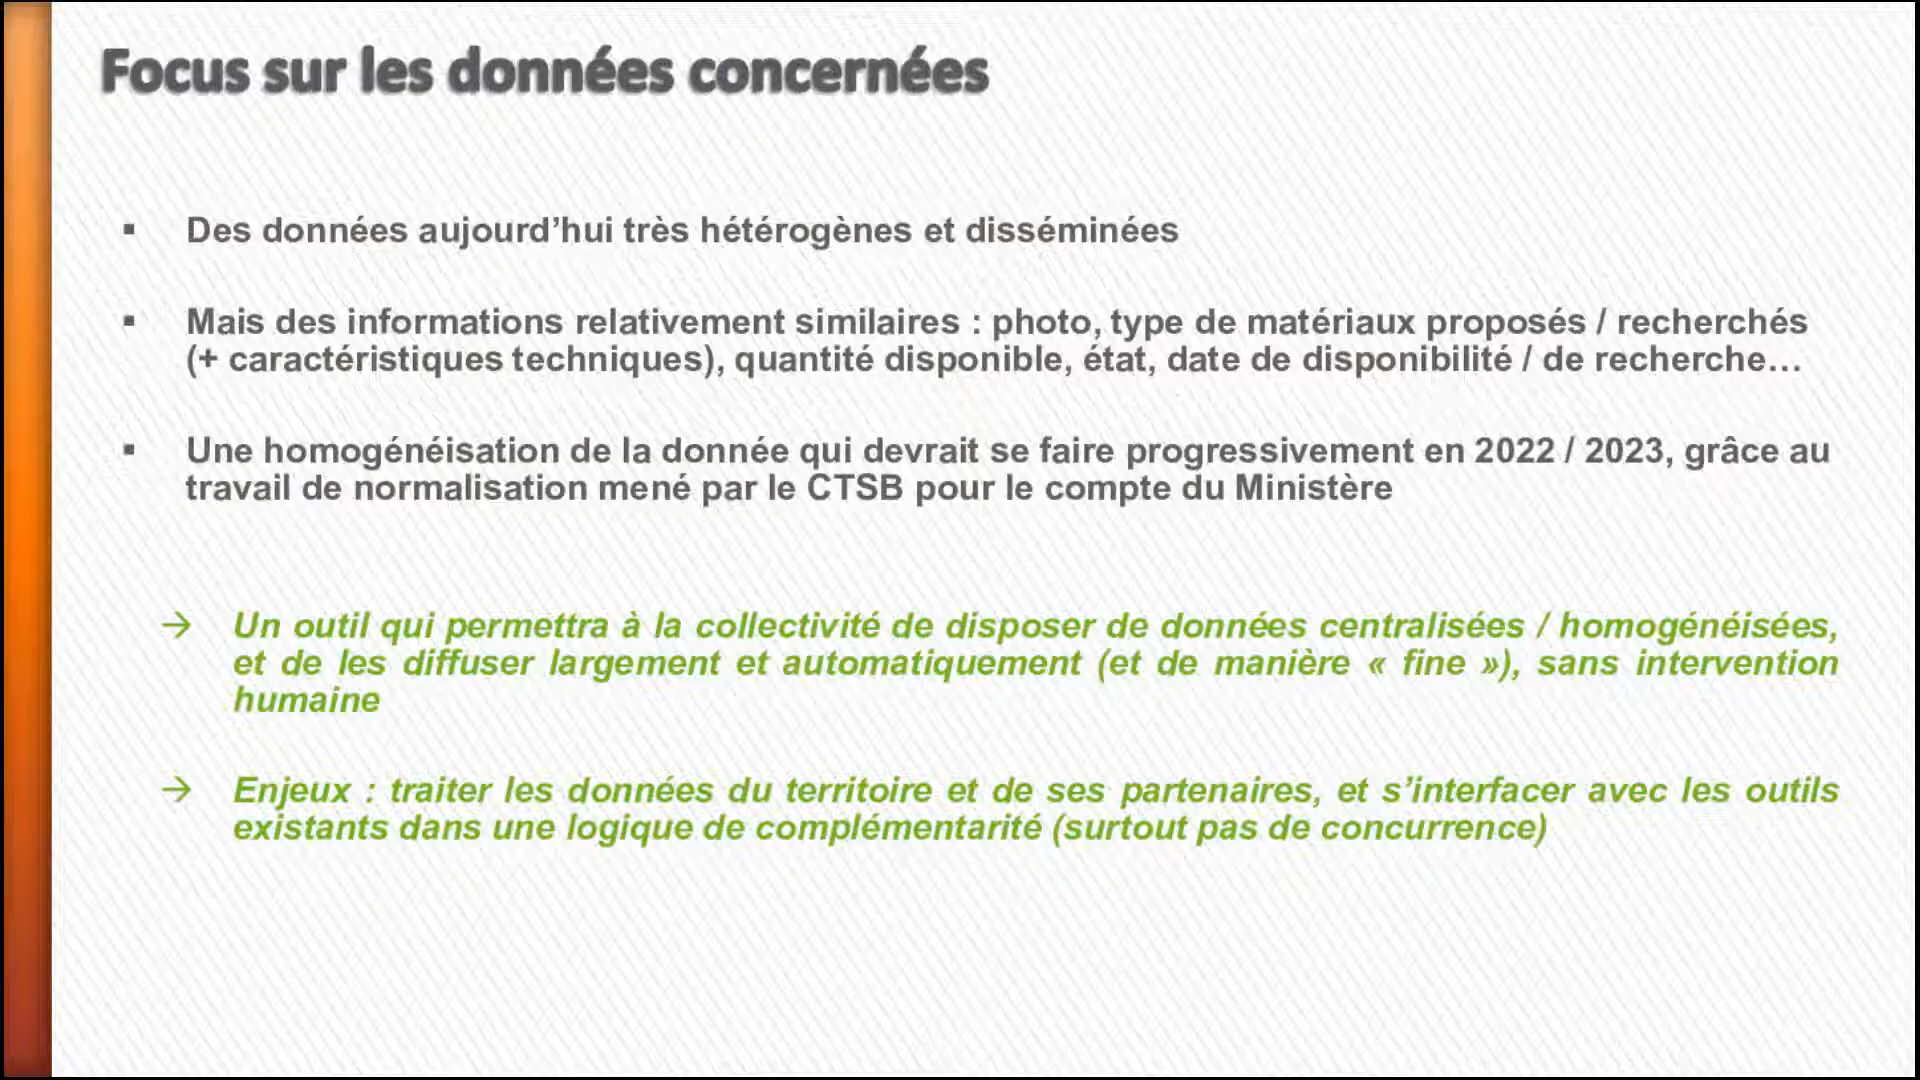 Focus sur les données concernées
▪ Des données aujourd’hui très hétérogènes et disséminées
▪ Mais des informations relativement similaires : photo, type de matériaux proposés / recherchés
(+ caractéristiques techniques), quantité disponible, état, date de disponibilité / de recherche…
▪ Une homogénéisation de la donnée qui devrait se faire progressivement en 2022 / 2023, grâce au
travail de normalisation mené par le CTSB pour le compte du Ministère
→ Un outil qui permettra à la collectivité de disposer de données centralisées / homogénéisées,
et de les diffuser largement et automatiquement (et de manière « fine »), sans intervention
humaine
→ Enjeux : traiter les données du territoire et de ses partenaires, et s’interfacer avec les outils
existants dans une logique de complémentarité (surtout pas de concurrence)